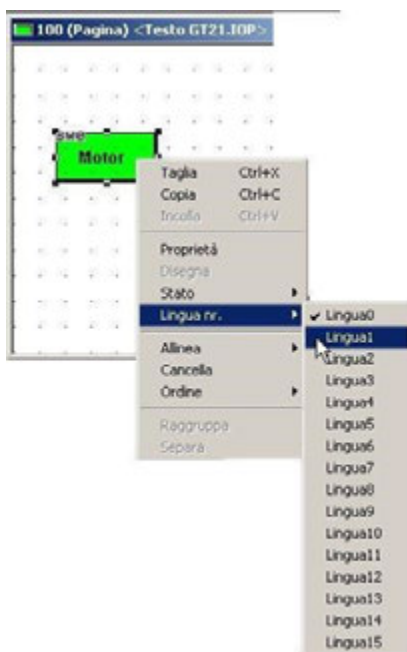 100 (Pagina) <Testo GT21.IOP>
SW0
Motor
Taglia Ctrl+X
Copia Ctrl+C
Incolla Ctrl+V
Proprietà
Disegna
Stato
Lingua nr.
Allinea
Cancella
Ordine
Raggruppa
Separa
Lingua0
Lingua1
Lingua2
Lingua3
Lingua4
Lingua5
Lingua6
Lingua7
Lingua8
Lingua9
Lingua10
Lingua11
Lingua12
Lingua13
Lingua14
Lingua15